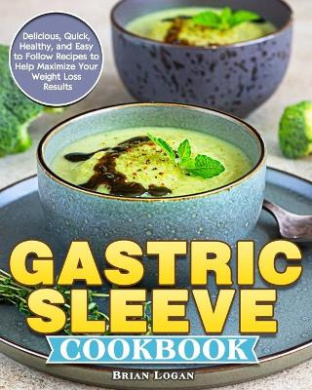 Delicious, Quick,
Healthy, and Easy
to Follow Recipes to
Help Maximize Your
Weight Loss
Results
GASTRIC
SLEEVE
COOKBOOK
BRIAN LOGAN